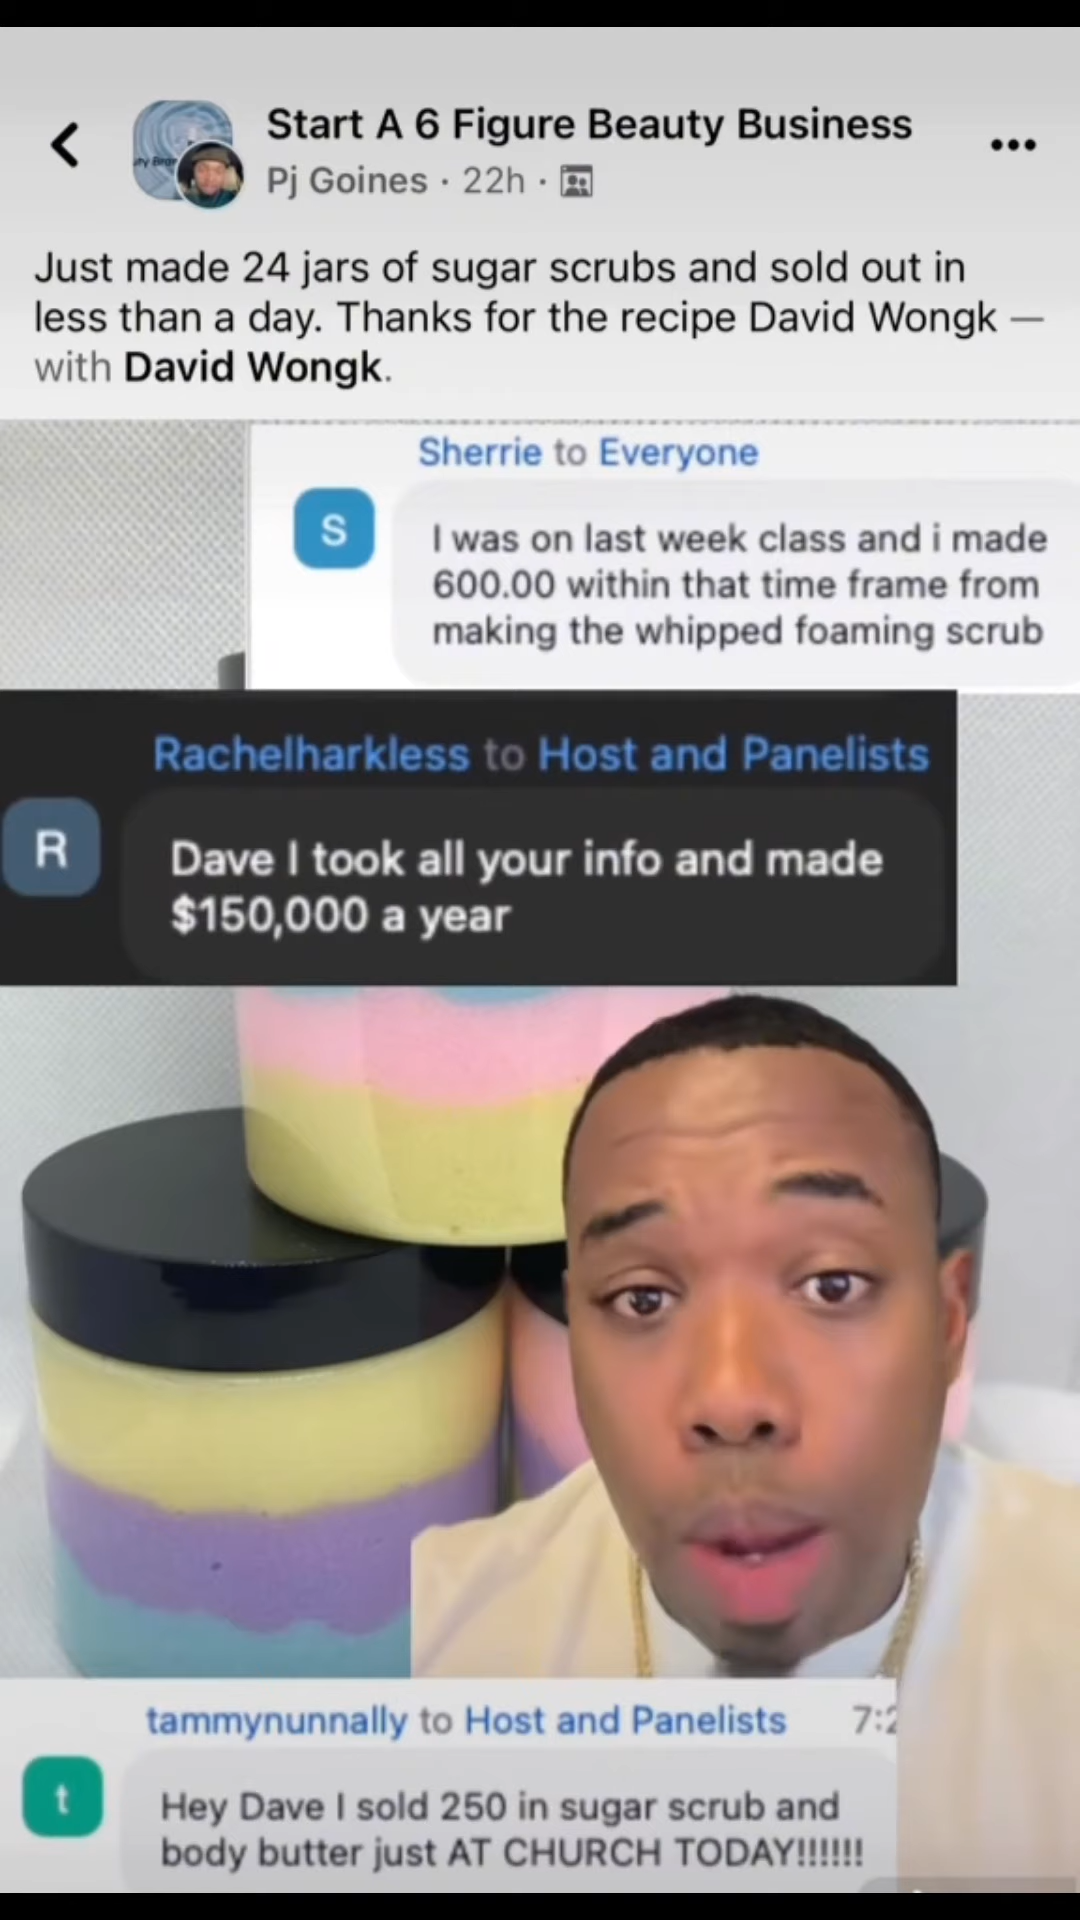 Start A 6 Figure Beauty Business
Pj Goines · 22h ·
Just made 24 jars of sugar scrubs and sold out in
less than a day. Thanks for the recipe David Wongk —
with David Wongk.
Sherrie to Everyone
S
I was on last week class and i made
600.00 within that time frame from
making the whipped foaming scrub
Rachelharkless to Host and Panelists
R
Dave I took all your info and made
$150,000 a year
tammynunnally to Host and Panelists
t
Hey Dave I sold 250 in sugar scrub and
body butter just AT CHURCH TODAY!!!!!!